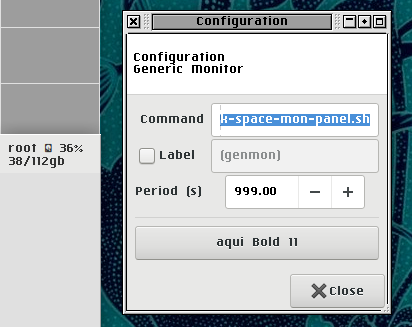 Configuration
Configuration
Generic Monitor
Command
-space-mon-panel.sh
Label
(genmon)
Period (s)
999.00
aqui Bold 11
Close
root 36%
38/112gb